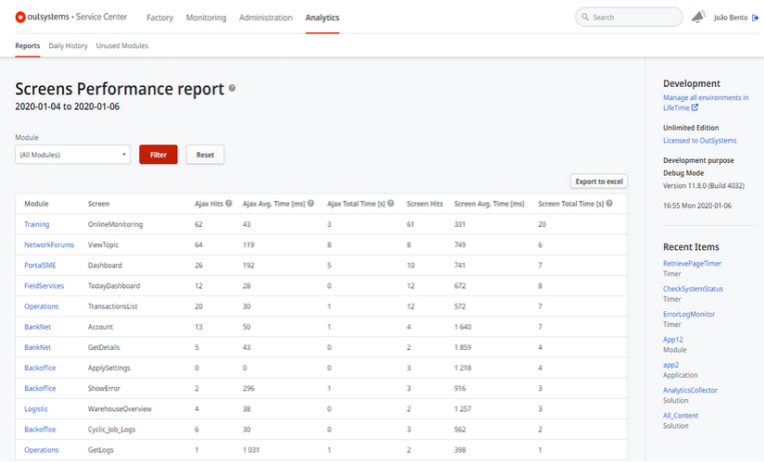 outsystems • Service Center Factory Monitoring Administration Analytics Search João Bento
Reports Daily History Unused Modules
Screens Performance report
2020-01-04 to 2020-01-06
Module
(All Modules) Filter Reset
Export to excel
Module Screen Ajax Hits Ajax Avg. Time [ms] Ajax Total Time [s] Screen Hits Screen Avg. Time [ms] Screen Total Time [s]
Training OnlineMonitoring 62 43 3 61 331 20
NetworkForums ViewTopic 64 119 8 8 749 6
PortalSME Dashboard 26 192 5 10 741 7
FieldServices TodayDashboard 12 28 0 12 672 8
Operations TransactionsList 20 30 1 12 572 7
BankNet Account 13 50 1 4 1 640 7
BankNet GetDetails 5 43 0 2 1 859 4
Backoffice ApplySettings 0 0 0 3 1 218 4
Backoffice ShowError 2 296 1 3 916 3
Logistic WarehouseOverview 4 38 0 2 1 257 3
Backoffice Cyclic_Job_Logs 6 30 0 3 562 2
Operations GetLogs 1 1 031 1 2 398 1
Development
Manage all environments in
LifeTime
Unlimited Edition
Licensed to OutSystems
Development purpose
Debug Mode
Version 11.8.0 (Build 4032)
16:55 Mon 2020-01-06
Recent Items
RetrievePageTimer
Timer
CheckSystemStatus
Timer
ErrorLogMonitor
Timer
App12
Module
app2
Application
AnalyticsCollector
Solution
All_Content
Solution